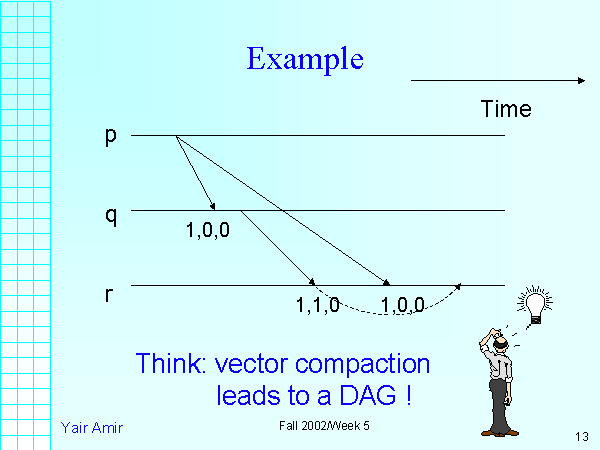 Example
Time
p
q
1,0,0
r
1,1,0 1,0,0
Think: vector compaction
leads to a DAG !
Yair Amir
Fall 2002/Week 5
13